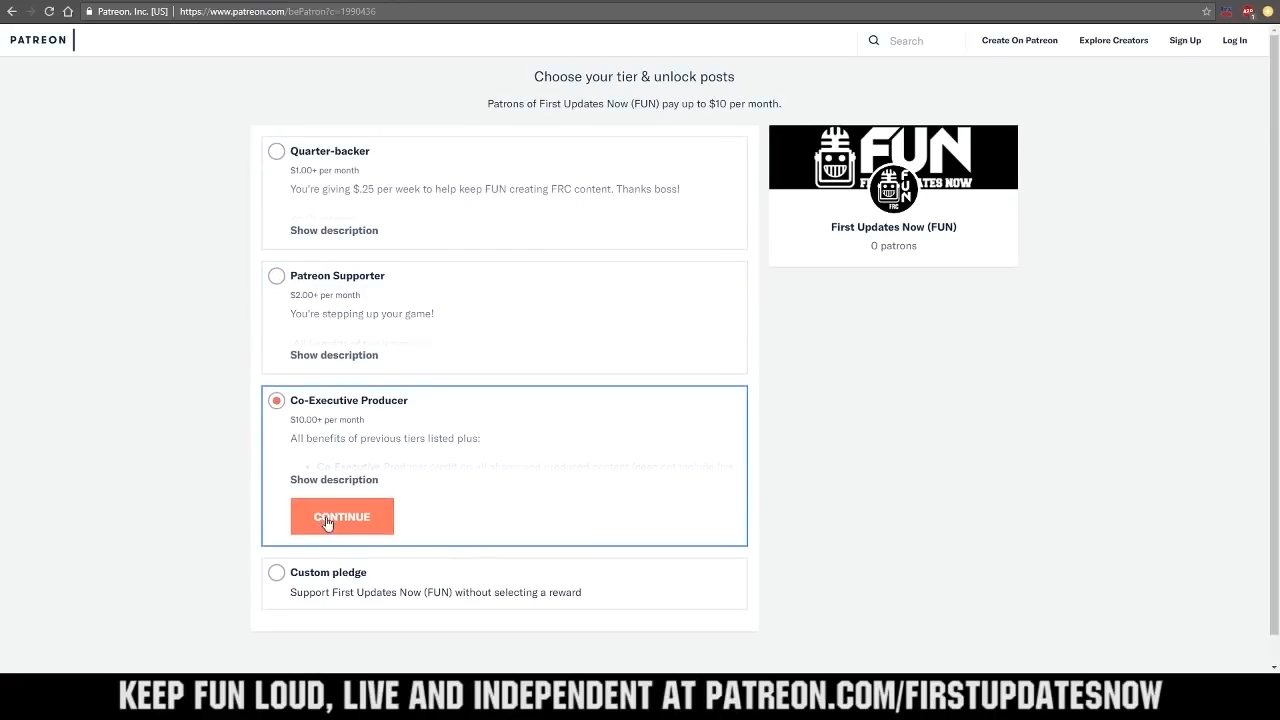 Patreon, Inc. [US] | https://www.patreon.com/bePatron?c=1990436
PATREON
Search
Create On Patreon
Explore Creators
Sign Up
Log In
Choose your tier & unlock posts
Patrons of First Updates Now (FUN) pay up to $10 per month.
Quarter-backer
$1.00+ per month
You're giving $.25 per week to help keep FUN creating FRC content. Thanks boss!
Show description
Patreon Supporter
$2.00+ per month
You're stepping up your game!
Show description
Co-Executive Producer
$10.00+ per month
All benefits of previous tiers listed plus:
Show description
CONTINUE
Custom pledge
Support First Updates Now (FUN) without selecting a reward
FUN
FUN
FRC
First Updates Now (FUN)
0 patrons
KEEP FUN LOUD, LIVE AND INDEPENDENT AT PATREON.COM/FIRSTUPDATESNOW